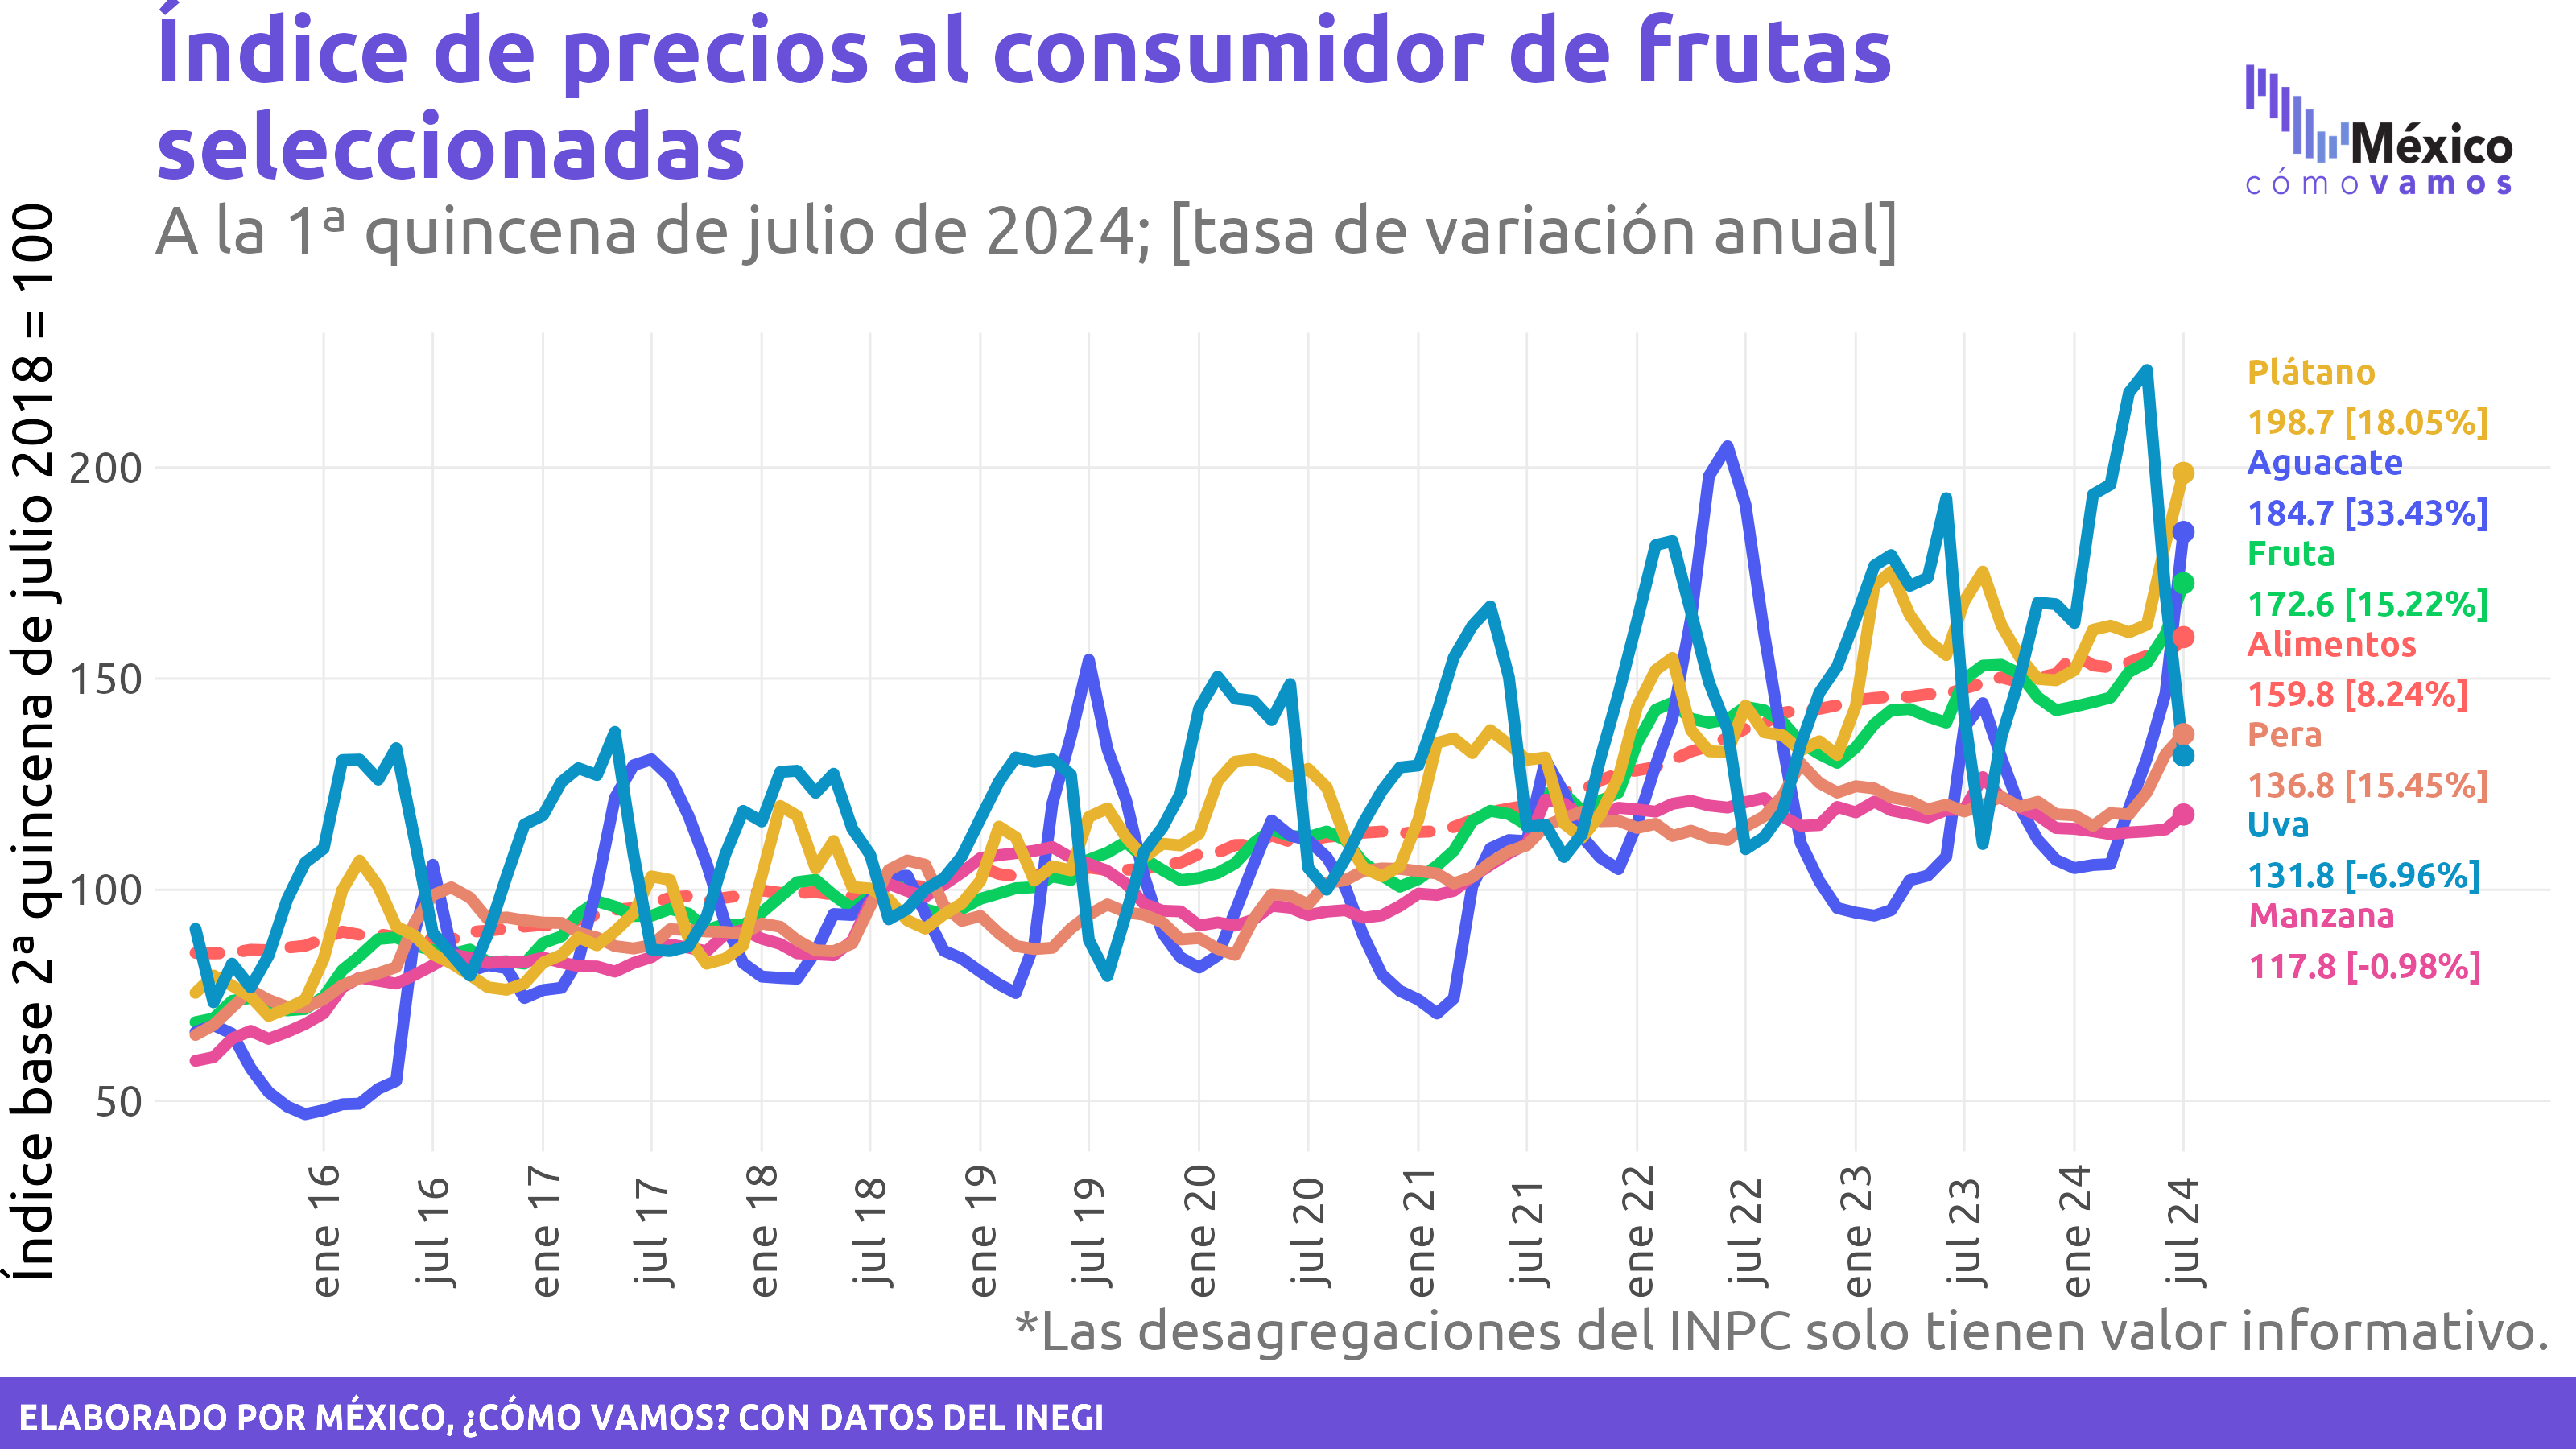 Índice de precios al consumidor de frutas
seleccionadas
A la 1ª quincena de julio de 2024; [tasa de variación anual]
México
cómo vamos
Índice base 2ª quincena de julio 2018 = 100
200
150
100
50
Plátano
198.7 [18.05%]
Aguacate
184.7 [33.43%]
Fruta
172.6 [15.22%]
Alimentos
159.8 [8.24%]
Pera
136.8 [15.45%]
Uva
131.8 [-6.96%]
Manzana
117.8 [-0.98%]
ene 16
jul 16
ene 17
jul 17
ene 18
jul 18
ene 19
jul 19
ene 20
jul 20
ene 21
jul 21
ene 22
jul 22
ene 23
jul 23
ene 24
jul 24
*Las desagregaciones del INPC solo tienen valor informativo.
ELABORADO POR MÉXICO, ¿CÓMO VAMOS? CON DATOS DEL INEGI